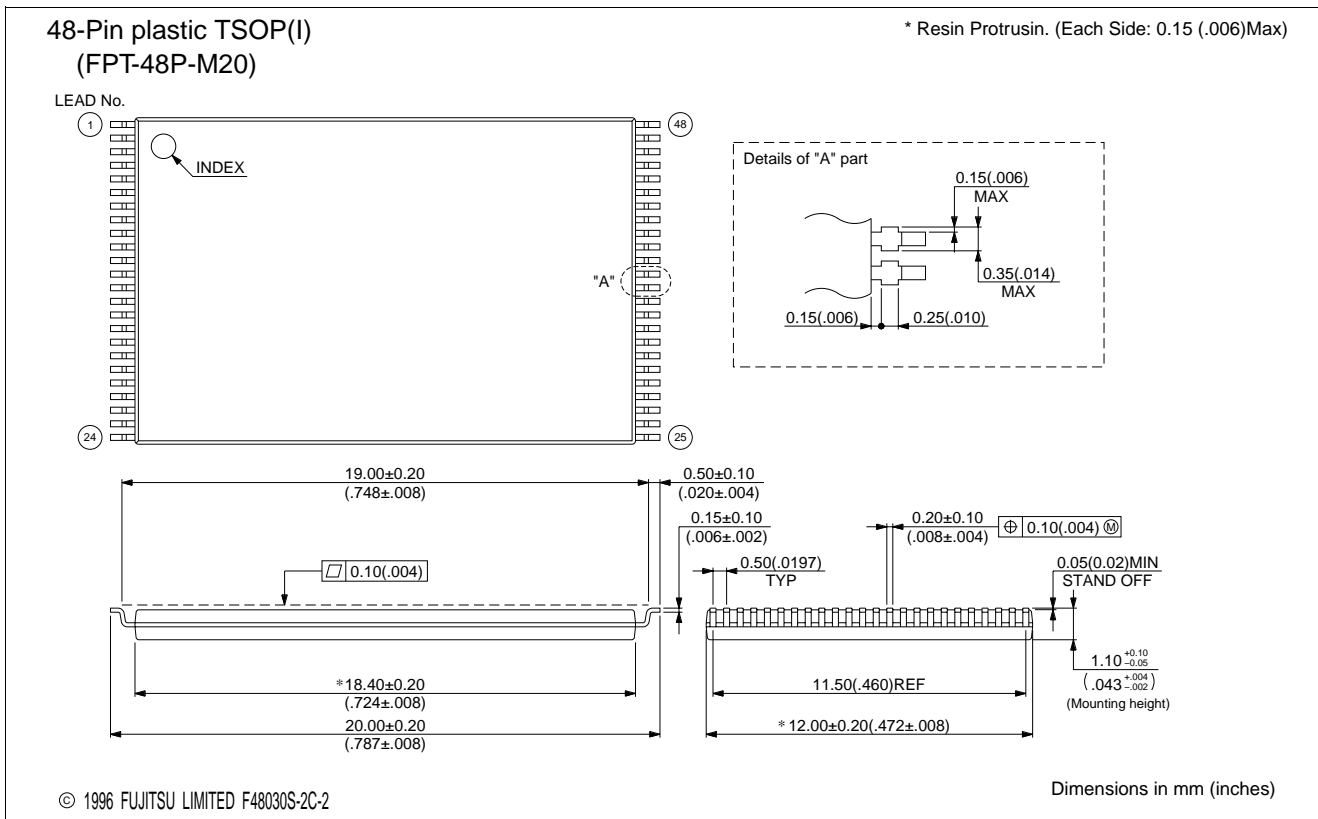 48-Pin plastic TSOP(I)
(FPT-48P-M20)
* Resin Protrusin. (Each Side: 0.15 (.006)Max)
LEAD No.
1
48
INDEX
"A"
24
25
Details of "A" part
0.15(.006)
MAX
0.35(.014)
MAX
0.15(.006)
0.25(.010)
19.00±0.20
(.748±.008)
0.50±0.10
(.020±.004)
0.15±0.10
(.006±.002)
0.10(.004)
*18.40±0.20
(.724±.008)
20.00±0.20
(.787±.008)
0.50(.0197)
TYP
0.20±0.10
(.008±.004)
⌖ 0.10(.004) Ⓜ
0.05(0.02)MIN
STAND OFF
1.10 +0.10 −0.05
(.043 +.004 −.002)
(Mounting height)
11.50(.460)REF
*12.00±0.20(.472±.008)
© 1996 FUJITSU LIMITED F48030S-2C-2
Dimensions in mm (inches)